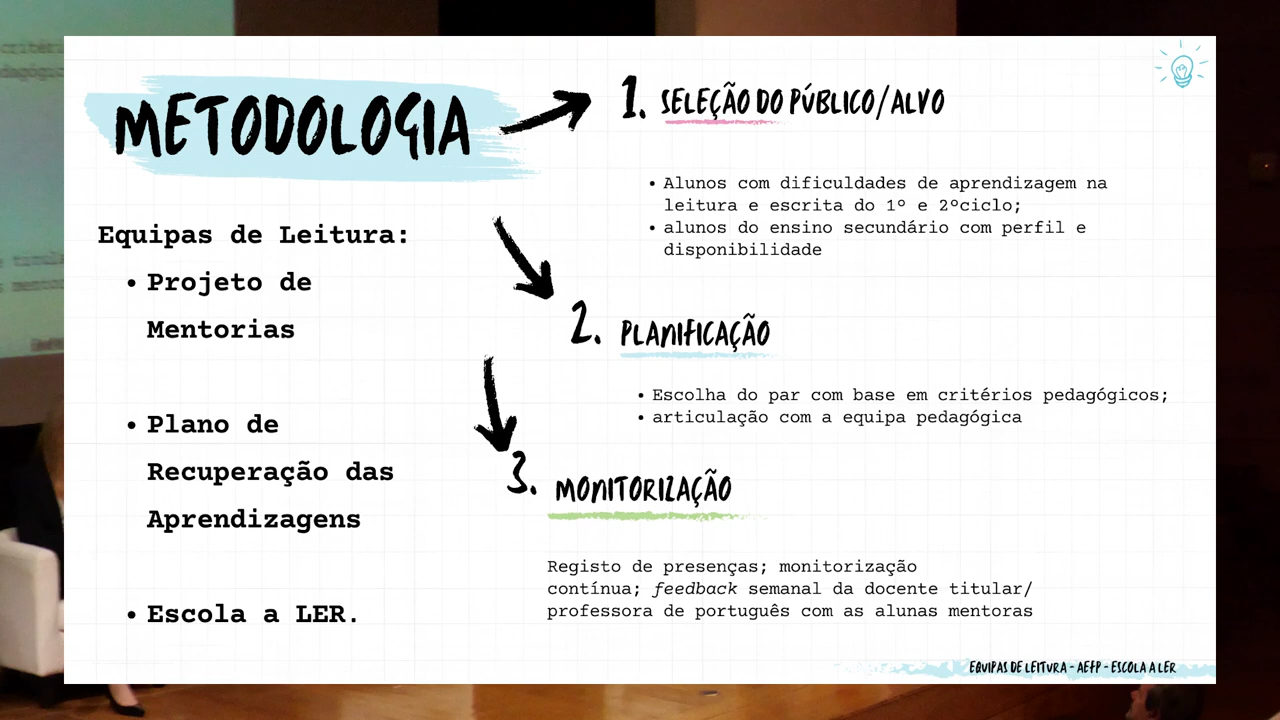 METODOLOGIA
Equipas de Leitura:
• Projeto de
Mentorias
• Plano de
Recuperação das
Aprendizagens
• Escola a LER.
1. SELEÇÃO DO PÚBLICO/ALVO
• Alunos com dificuldades de aprendizagem na
leitura e escrita do 1º e 2ºciclo;
• alunos do ensino secundário com perfil e
disponibilidade
2. PLANIFICAÇÃO
• Escolha do par com base em critérios pedagógicos;
• articulação com a equipa pedagógica
3. MONITORIZAÇÃO
Registo de presenças; monitorização
contínua; feedback semanal da docente titular/
professora de português com as alunas mentoras
EQUIPAS DE LEITURA - AEFP - ESCOLA A LER